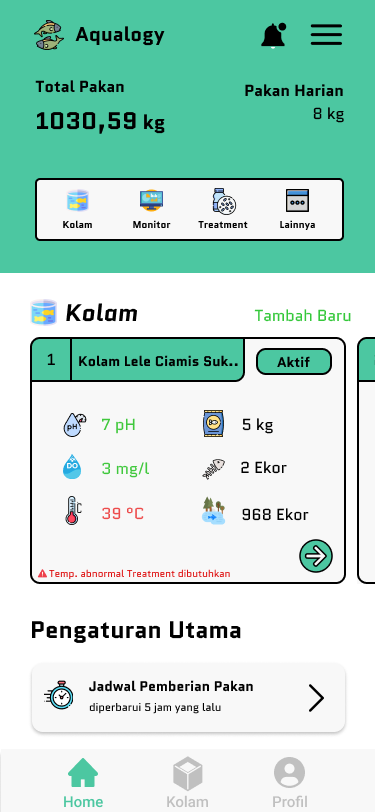 Aqualogy
Total Pakan
1030,59 kg
Pakan Harian
8 kg
Kolam
Monitor
Treatment
Lainnya
Kolam
Tambah Baru
1
Kolam Lele Ciamis Suk..
Aktif
pH
7 pH
5 kg
DO
3 mg/l
2 Ekor
39 °C
968 Ekor
Temp. abnormal Treatment dibutuhkan
Pengaturan Utama
Jadwal Pemberian Pakan
diperbarui 5 jam yang lalu
Home
Kolam
Profil